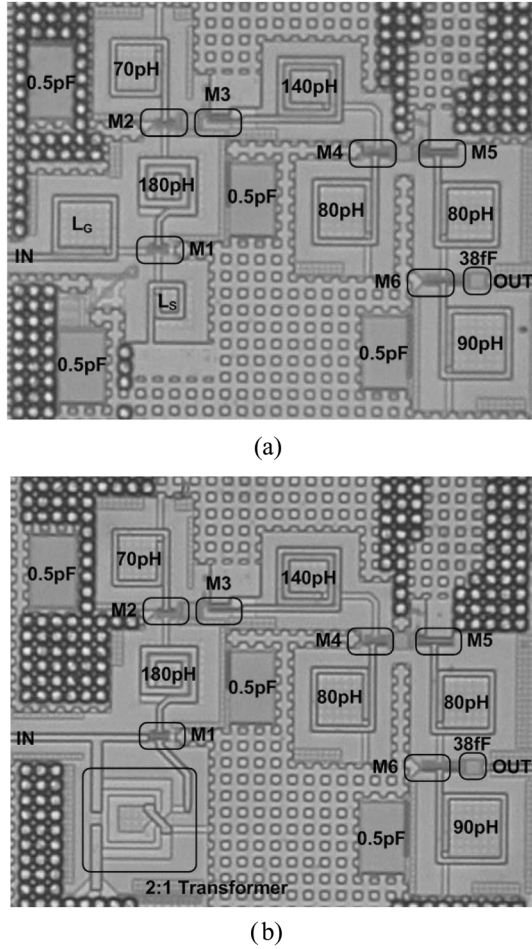 70pH
M3
140pH
0.5pF
M2
M4
M5
180pH
0.5pF
80pH
80pH
LG
IN
M1
38fF
M6
OUT
LS
90pH
0.5pF
0.5pF
(a)
70pH
M3
140pH
0.5pF
M2
M4
M5
180pH
0.5pF
80pH
80pH
IN
M1
38fF
M6
OUT
90pH
0.5pF
2:1 Transformer
(b)